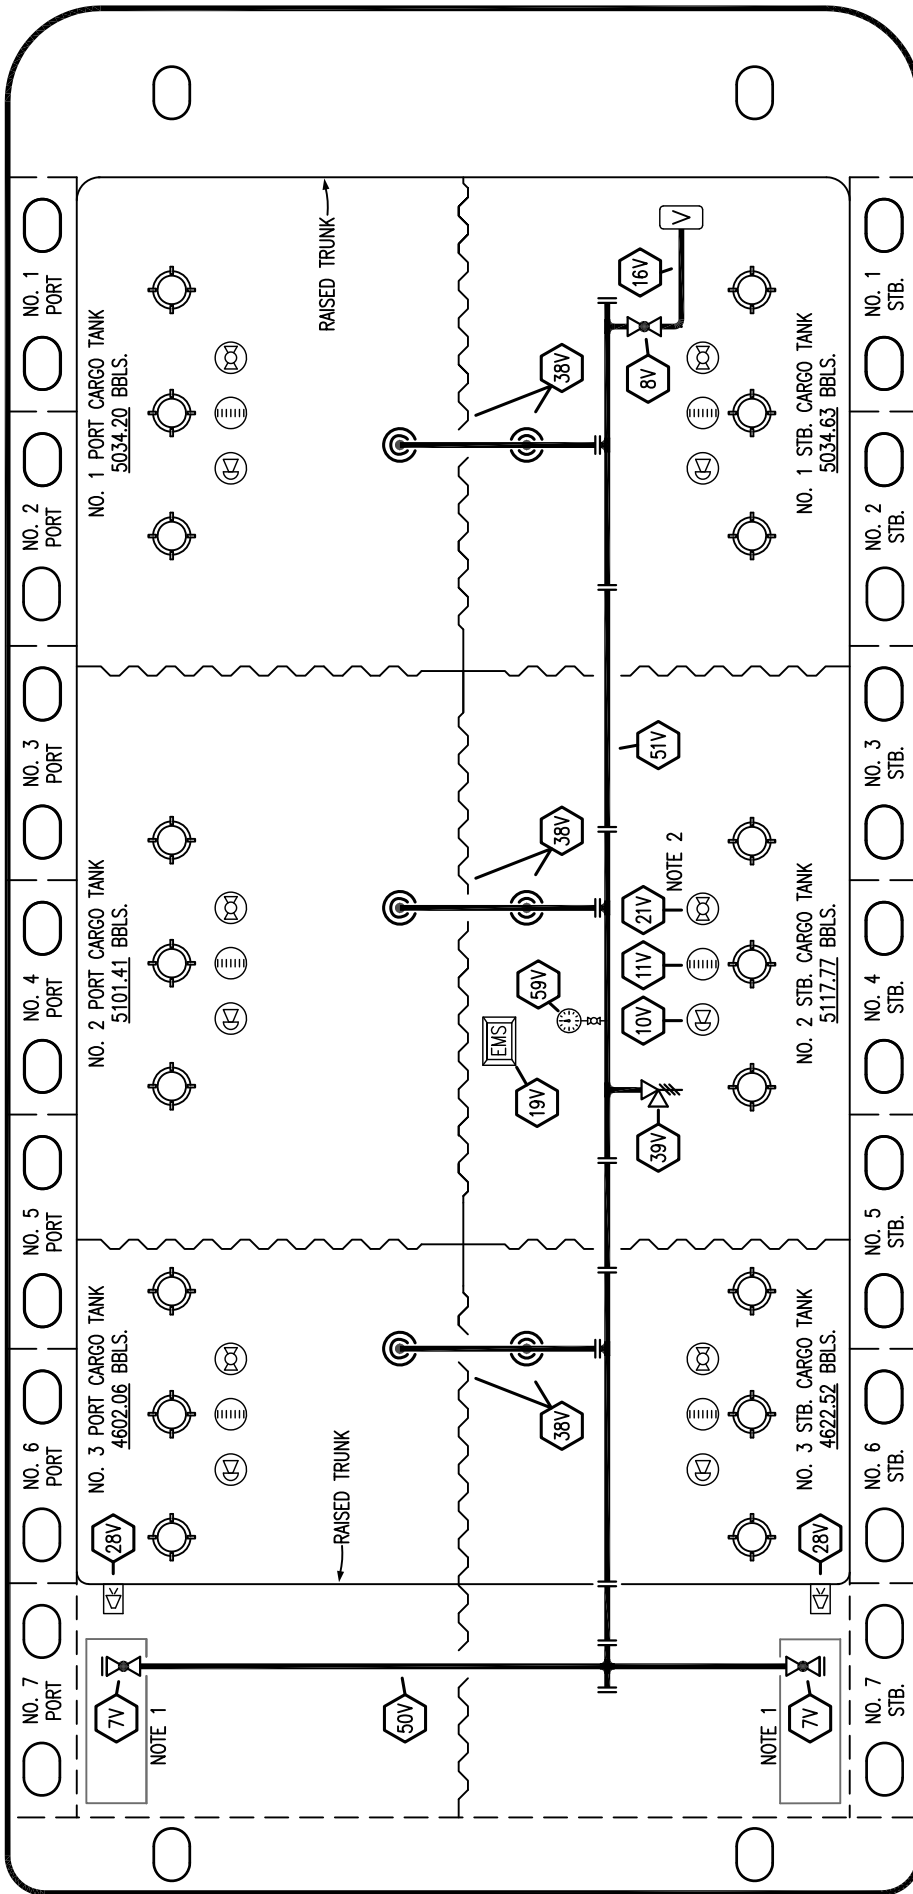 NO. 1
PORT
NO. 2
PORT
NO. 3
PORT
NO. 4
PORT
NO. 5
PORT
NO. 6
PORT
NO. 7
PORT
NO. 1 PORT CARGO TANK
5034.20 BBLS.
NO. 2 PORT CARGO TANK
5101.41 BBLS.
NO. 3 PORT CARGO TANK
4602.06 BBLS.
28V
7V
NOTE 1
RAISED TRUNK
RAISED TRUNK
50V
38V
38V
38V
EMS
19V
59V
16V
V
8V
51V
21V
NOTE 2
11V
10V
39V
NO. 1 STB. CARGO TANK
5034.63 BBLS.
NO. 2 STB. CARGO TANK
5117.77 BBLS.
NO. 3 STB. CARGO TANK
4622.52 BBLS.
28V
NOTE 1
7V
NO. 1
STB.
NO. 2
STB.
NO. 3
STB.
NO. 4
STB.
NO. 5
STB.
NO. 6
STB.
NO. 7
STB.